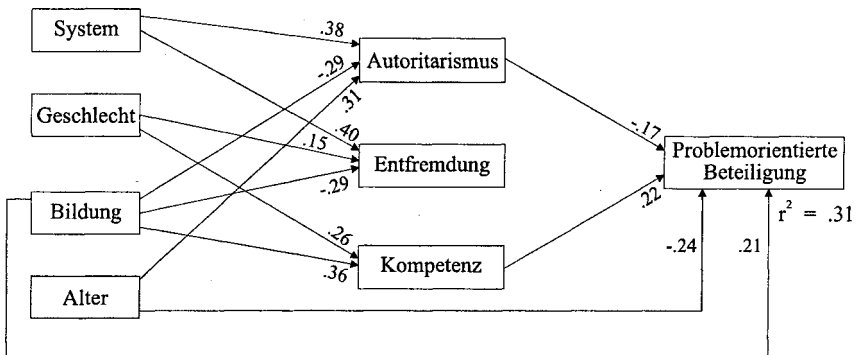 System
.38
Autoritarismus
-.29
.31
Geschlecht
.40
.15
Entfremdung
-.29
-.17
Problemorientierte
Beteiligung
.22
r² = .31
Bildung
.26
.36
Kompetenz
-.24
.21
Alter